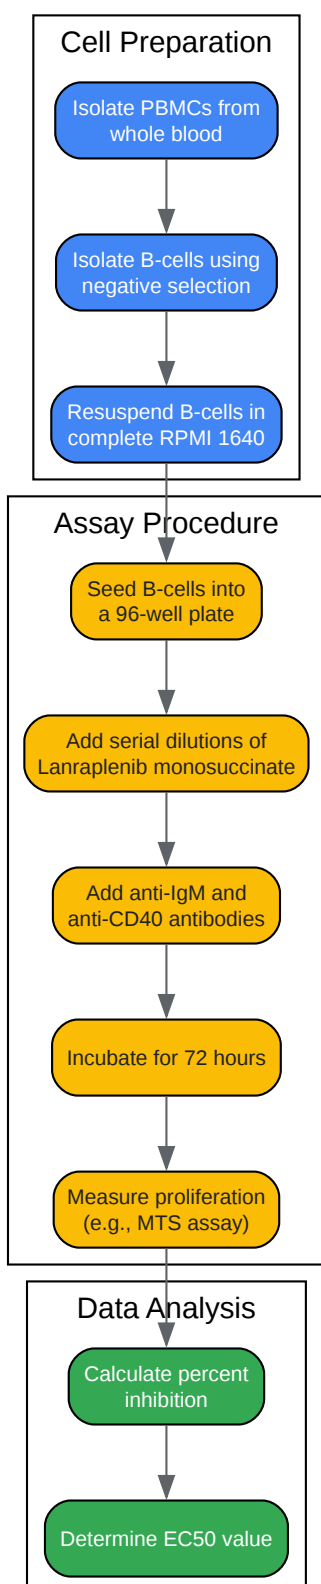 Cell Preparation
Isolate PBMCs from
whole blood
Isolate B-cells using
negative selection
Resuspend B-cells in
complete RPMI 1640
Assay Procedure
Seed B-cells into
a 96-well plate
Add serial dilutions of
Lanraplenib monosuccinate
Add anti-IgM and
anti-CD40 antibodies
Incubate for 72 hours
Measure proliferation
(e.g., MTS assay)
Data Analysis
Calculate percent
inhibition
Determine EC50 value